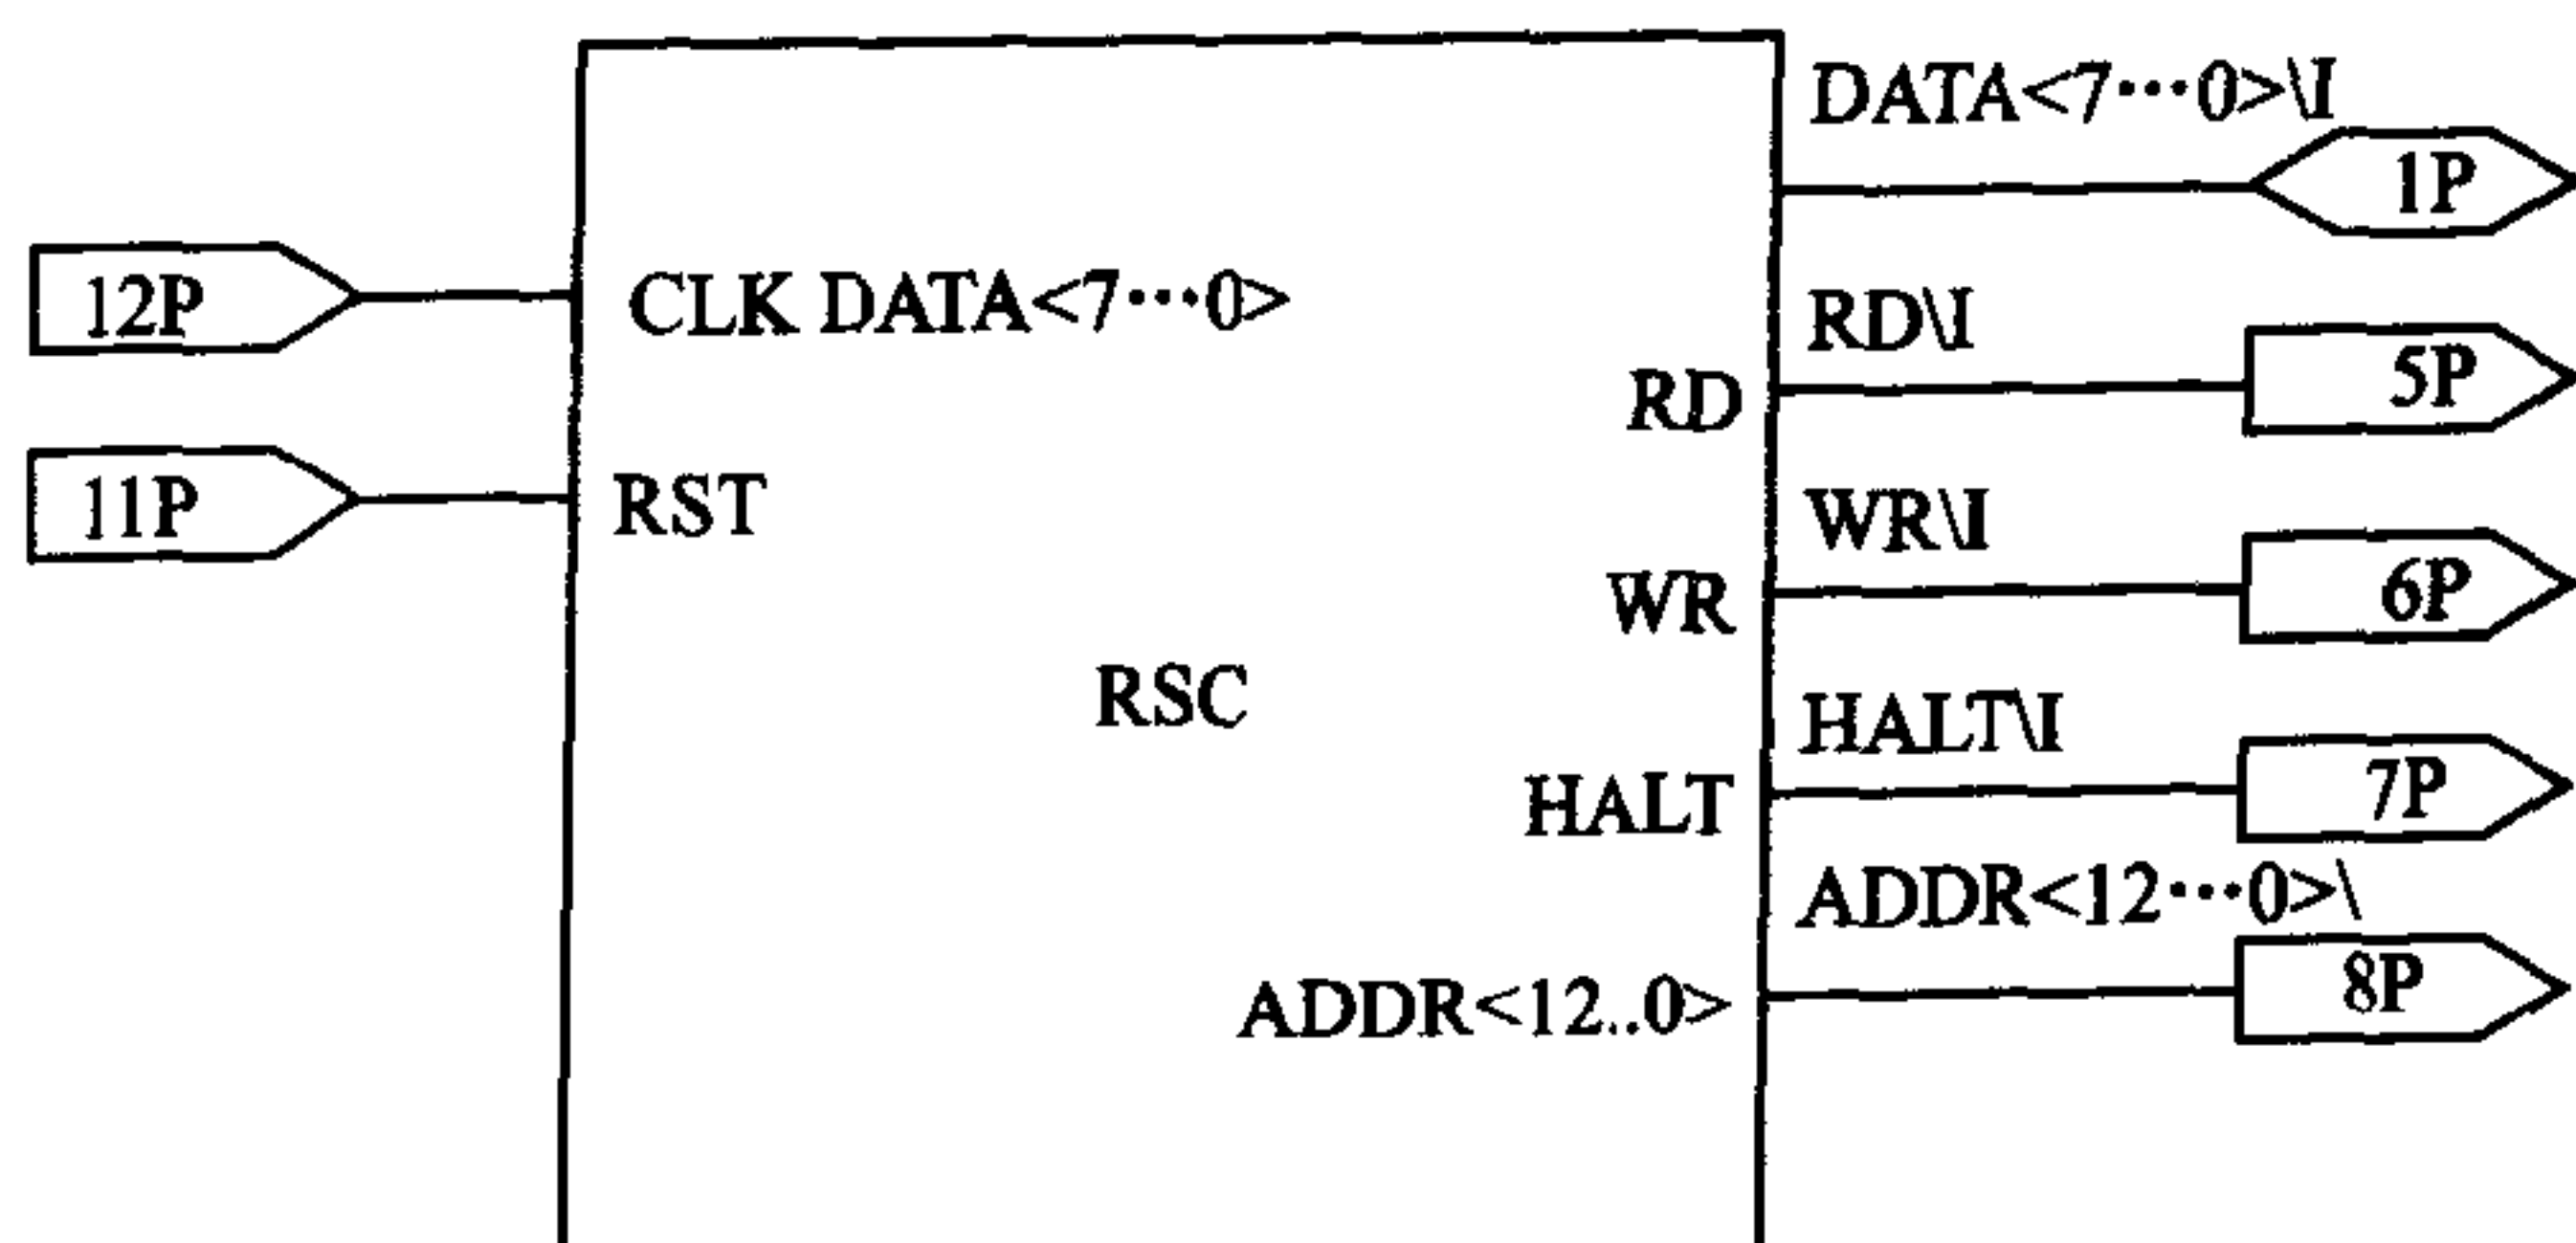 DATA<7···0>\I
1P
12P
CLK DATA<7···0>
RD\I
5P
RD
11P
RST
WR\I
6P
WR
RSC
HALT\I
7P
HALT
ADDR<12···0>\
8P
ADDR<12..0>